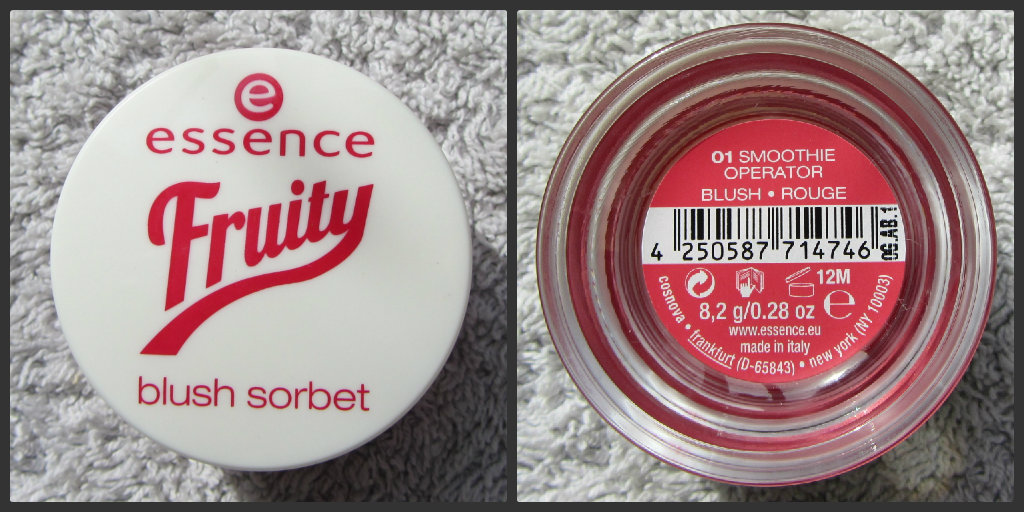 e
essence
Fruity
blush sorbet
01 SMOOTHIE
OPERATOR
BLUSH • ROUGE
4 250587 714746
12M
8,2 g/0.28 oz e
www.essence.eu
made in italy
cosnova • frankfurt (D-65843) • new york (NY 10003)